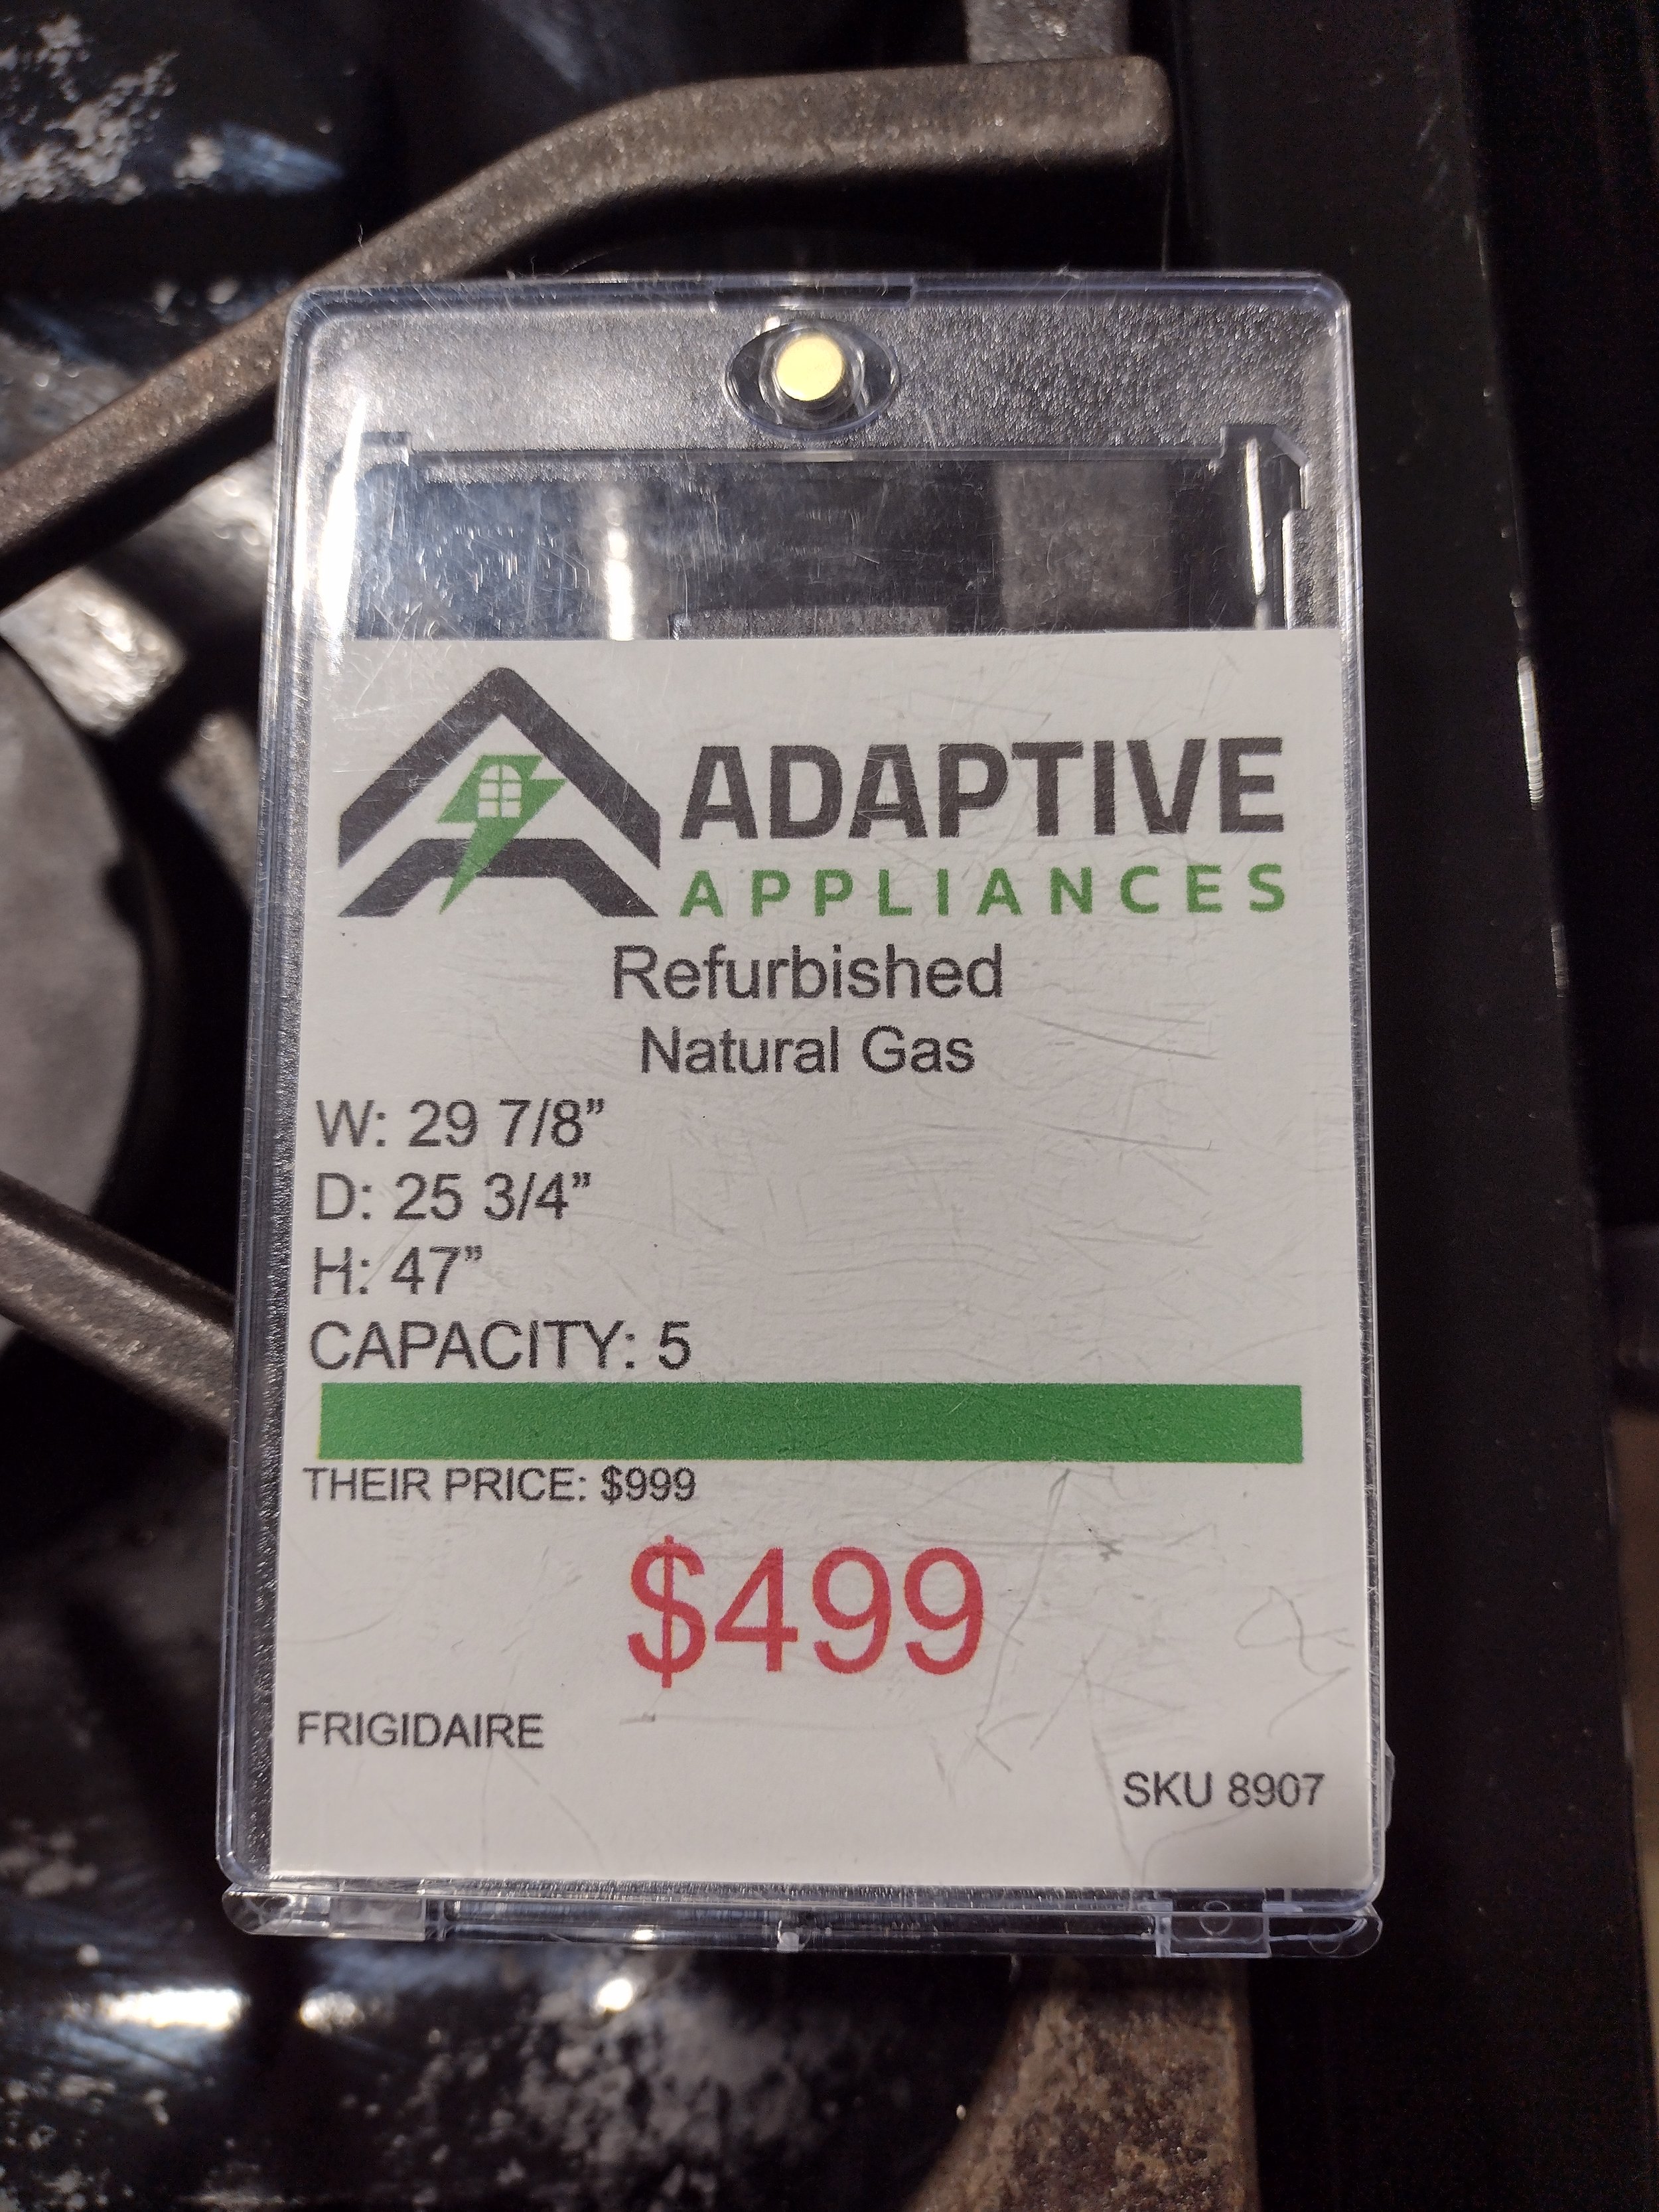 ADAPTIVE
APPLIANCES
Refurbished
Natural Gas
W: 29 7/8”
D: 25 3/4”
H: 47”
CAPACITY: 5
THEIR PRICE: $999
$499
FRIGIDAIRE
SKU 8907